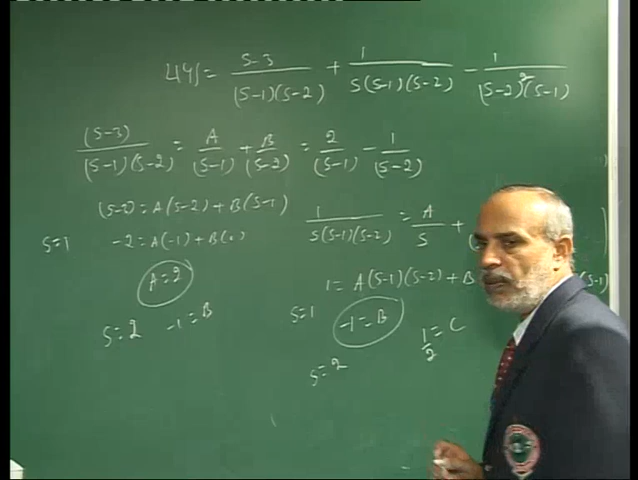 L{y} = (s-3)/((s-1)(s-2)) + 1/(s(s-1)(s-2)) - 1/((s-2)²(s-1))
(s-3)/((s-1)(s-2)) = A/(s-1) + B/(s-2) = 2/(s-1) - 1/(s-2)
(s-3) = A(s-2) + B(s-1)
1/(s(s-1)(s-2)) = A/s +
s=1 -2 = A(-1) + B(0)
1 = A(s-1)(s-2) + B
(s-1)
A=2
s=1 -1=B
1/2 = C
s=2 -1=B
s=2